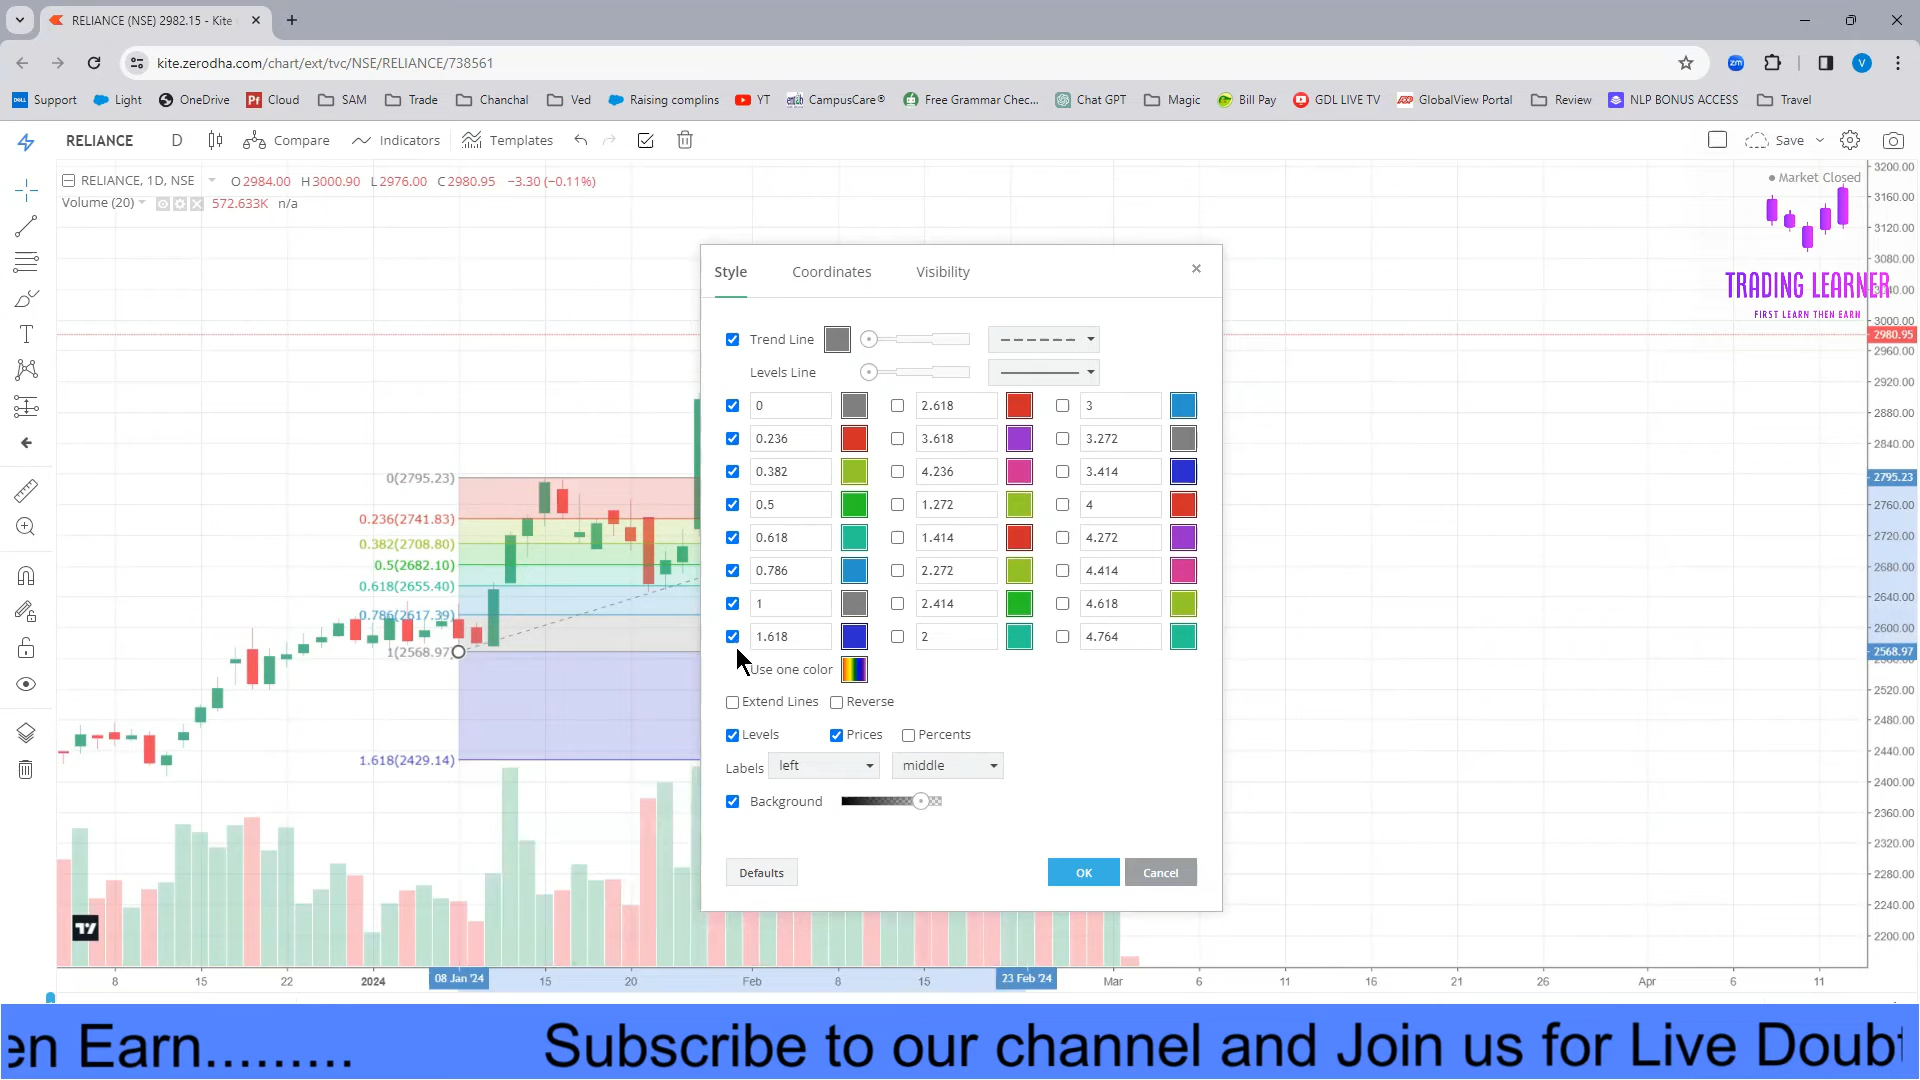 RELIANCE (NSE) 2982.15 - Kite
kite.zerodha.com/chart/ext/tvc/NSE/RELIANCE/738561
zm
V
DELL Support Light OneDrive Pf Cloud SAM Trade Chanchal Ved Raising complins YT CampusCare® Free Grammar Chec... Chat GPT Magic Bill Pay GDL LIVE TV ADP GlobalView Portal Review NLP BONUS ACCESS Travel
RELIANCE D Compare Indicators Templates Save
RELIANCE, 1D, NSE O2984.00 H3000.90 L2976.00 C2980.95 −3.30 (−0.11%)
Volume (20) 572.633K n/a
Market Closed
TRADING LEARNER
FIRST LEARN THEN EARN
Style Coordinates Visibility
Trend Line
Levels Line
0 2.618 3
0.236 3.618 3.272
0.382 4.236 3.414
0.5 1.272 4
0.618 1.414 4.272
0.786 2.272 4.414
1 2.414 4.618
1.618 2 4.764
Use one color
Extend Lines Reverse
Levels Prices Percents
Labels left middle
Background
Defaults OK Cancel
0(2795.23)
0.236(2741.83)
0.382(2708.80)
0.5(2682.10)
0.618(2655.40)
0.786(2617.39)
1(2568.97)
1.618(2429.14)
3200.00
3160.00
3120.00
3080.00
3040.00
3000.00
2980.95
2960.00
2920.00
2880.00
2840.00
2795.23
2760.00
2720.00
2680.00
2640.00
2600.00
2568.97
2520.00
2480.00
2440.00
2400.00
2360.00
2320.00
2280.00
2240.00
2200.00
8 15 22 2024 08 Jan '24 15 20 Feb 8 15 23 Feb '24 Mar 6 11 16 21 26 Apr 6 11
en Earn......... Subscribe to our channel and Join us for Live Doubt